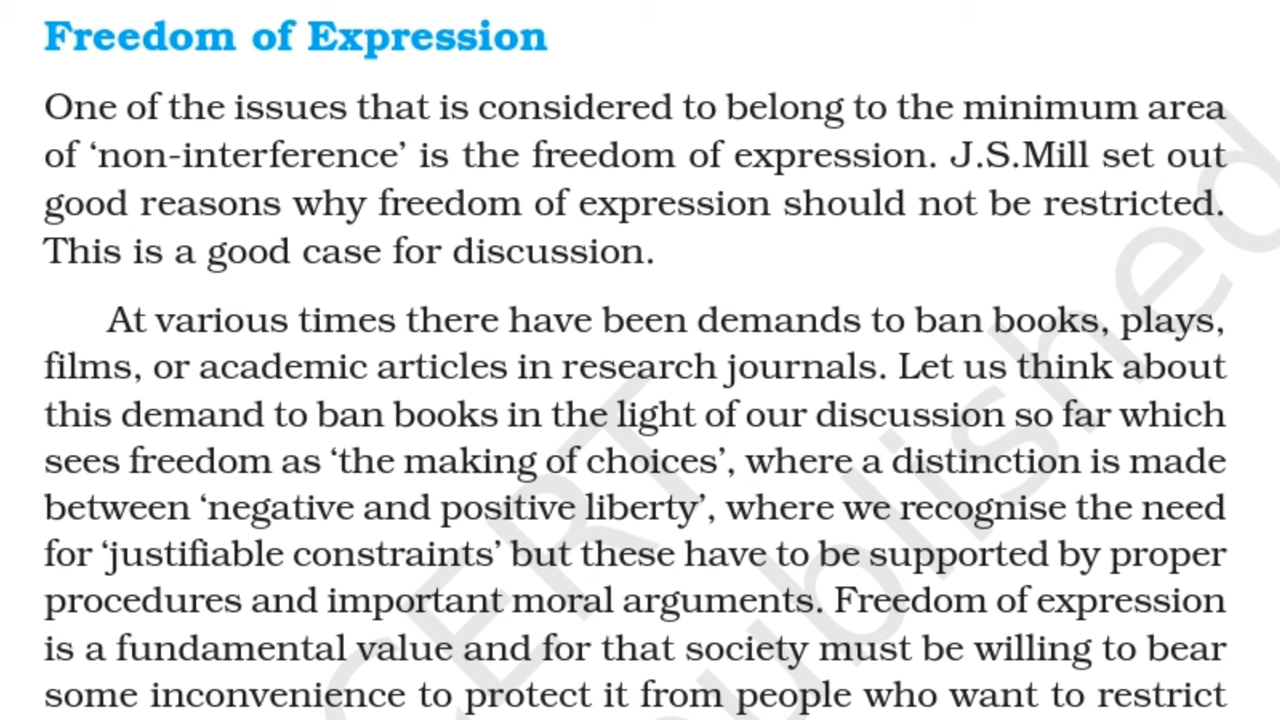 Freedom of Expression
One of the issues that is considered to belong to the minimum area
of ‘non-interference’ is the freedom of expression. J.S.Mill set out
good reasons why freedom of expression should not be restricted.
This is a good case for discussion.
At various times there have been demands to ban books, plays,
films, or academic articles in research journals. Let us think about
this demand to ban books in the light of our discussion so far which
sees freedom as ‘the making of choices’, where a distinction is made
between ‘negative and positive liberty’, where we recognise the need
for ‘justifiable constraints’ but these have to be supported by proper
procedures and important moral arguments. Freedom of expression
is a fundamental value and for that society must be willing to bear
some inconvenience to protect it from people who want to restrict
CERT
published